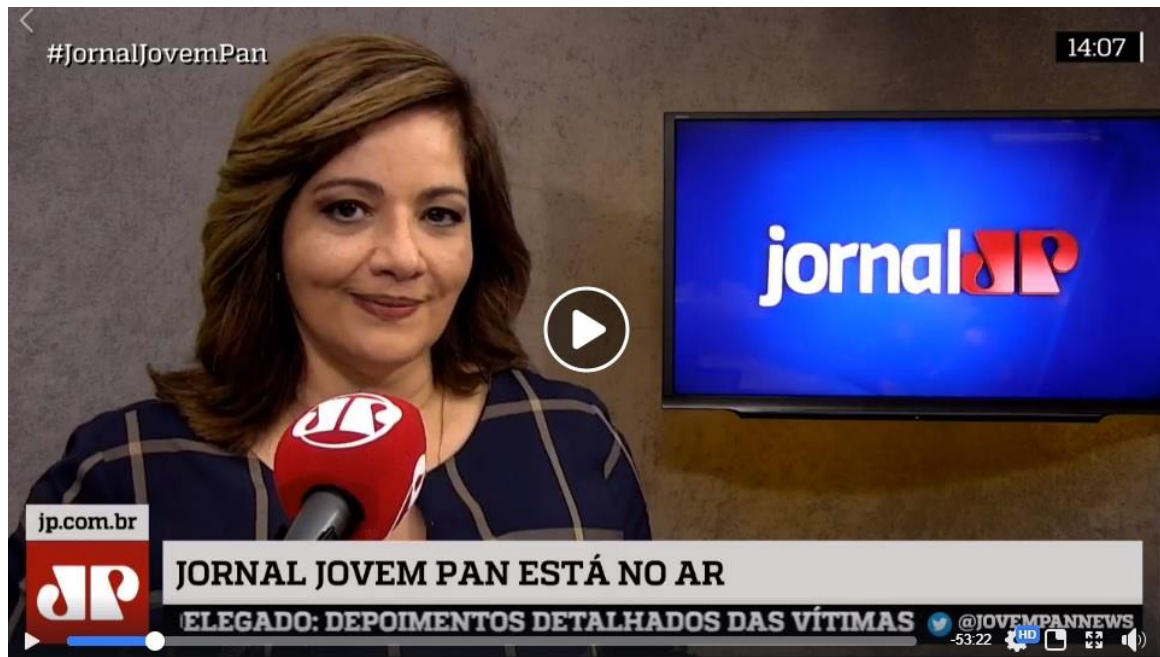 #JornalJovemPan
14:07
jornal JP
JP
jp.com.br
JP
JORNAL JOVEM PAN ESTÁ NO AR
DELEGADO: DEPOIMENTOS DETALHADOS DAS VÍTIMAS
@JOVEMPANNEWS
-53:22
HD